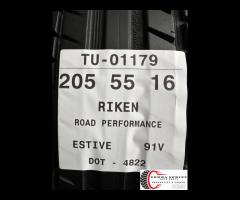 TU-01179
205 55 16
RIKEN
ROAD PERFORMANCE
ESTIVE 91V
DOT - 4822